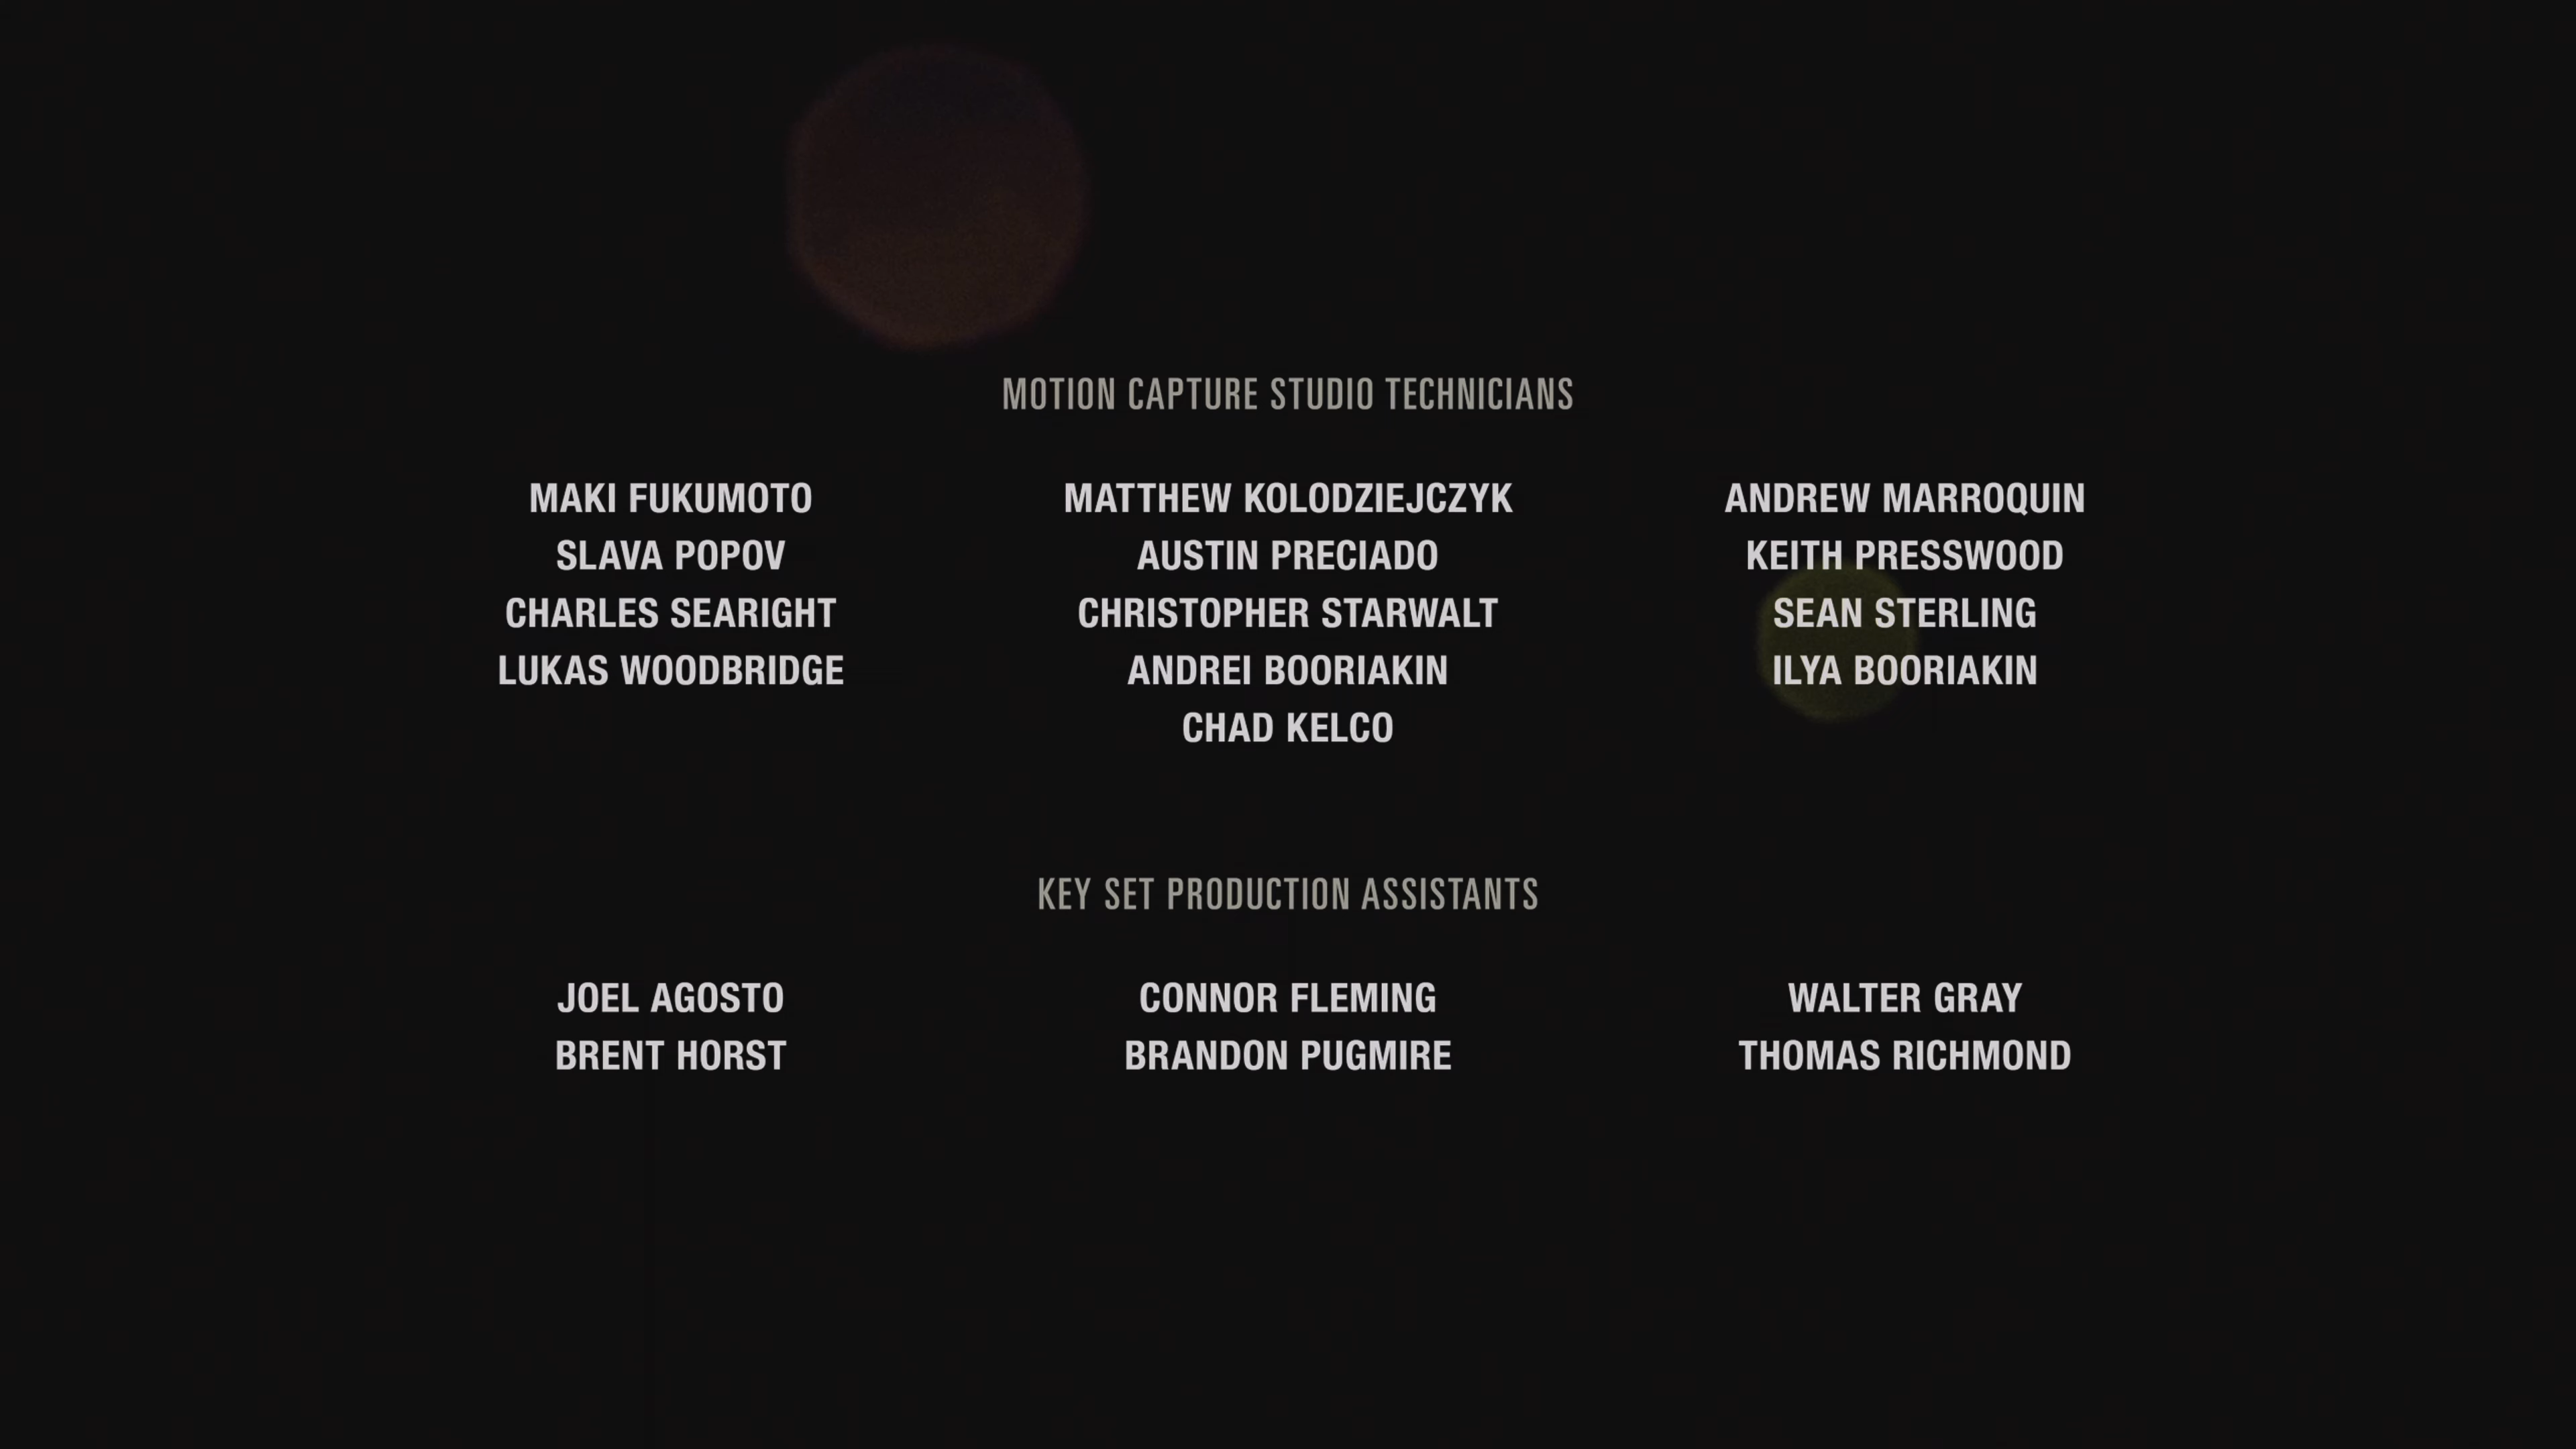 MOTION CAPTURE STUDIO TECHNICIANS
MAKI FUKUMOTO MATTHEW KOLODZIEJCZYK ANDREW MARROQUIN
SLAVA POPOV AUSTIN PRECIADO KEITH PRESSWOOD
CHARLES SEARIGHT CHRISTOPHER STARWALT SEAN STERLING
LUKAS WOODBRIDGE ANDREI BOORIAKIN ILYA BOORIAKIN
CHAD KELCO
KEY SET PRODUCTION ASSISTANTS
JOEL AGOSTO CONNOR FLEMING WALTER GRAY
BRENT HORST BRANDON PUGMIRE THOMAS RICHMOND